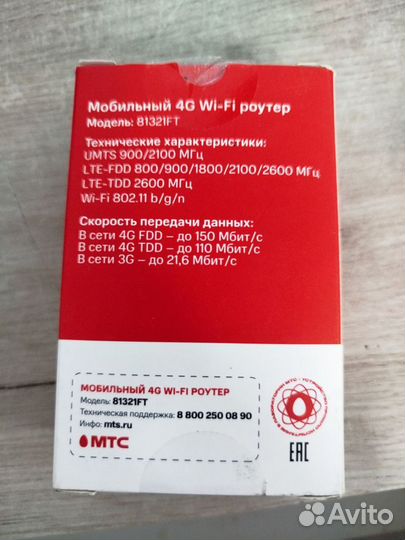 Мобильный 4G Wi-Fi роутер
Модель: 81321FT
Технические характеристики:
UMTS 900/2100 МГц
LTE-FDD 800/900/1800/2100/2600 МГц
LTE-TDD 2600 МГц
Wi-Fi 802.11 b/g/n
Скорость передачи данных:
В сети 4G FDD – до 150 Мбит/с
В сети 4G TDD – до 110 Мбит/с
В сети 3G – до 21,6 Мбит/с
МОБИЛЬНЫЙ 4G WI-FI РОУТЕР
Модель: 81321FT
Техническая поддержка: 8 800 250 08 90
Инфо: mts.ru
МТС
ЕАС
Avito